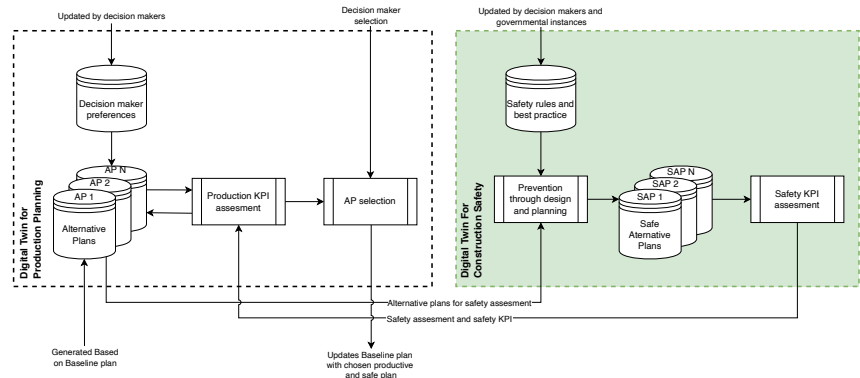 Updated by decision makers
Decision maker
selection
Updated by decision makers and
governmental instances
Digital Twin for
Production Planning
Decision maker
preferences
AP N
AP 2
AP 1
Alternative
Plans
Production KPI
assesment
AP selection
Digital Twin For
Construction Safety
Safety rules and
best practice
Prevention
through design
and planning
SAP N
SAP 2
SAP 1
Safe
Aternative
Plans
Safety KPI
assesment
Alternative plans for safety assesment
Safety assesment and safety KPI
Generated Based
on Baseline plan
Updates Baseline plan
with chosen productive
and safe plan